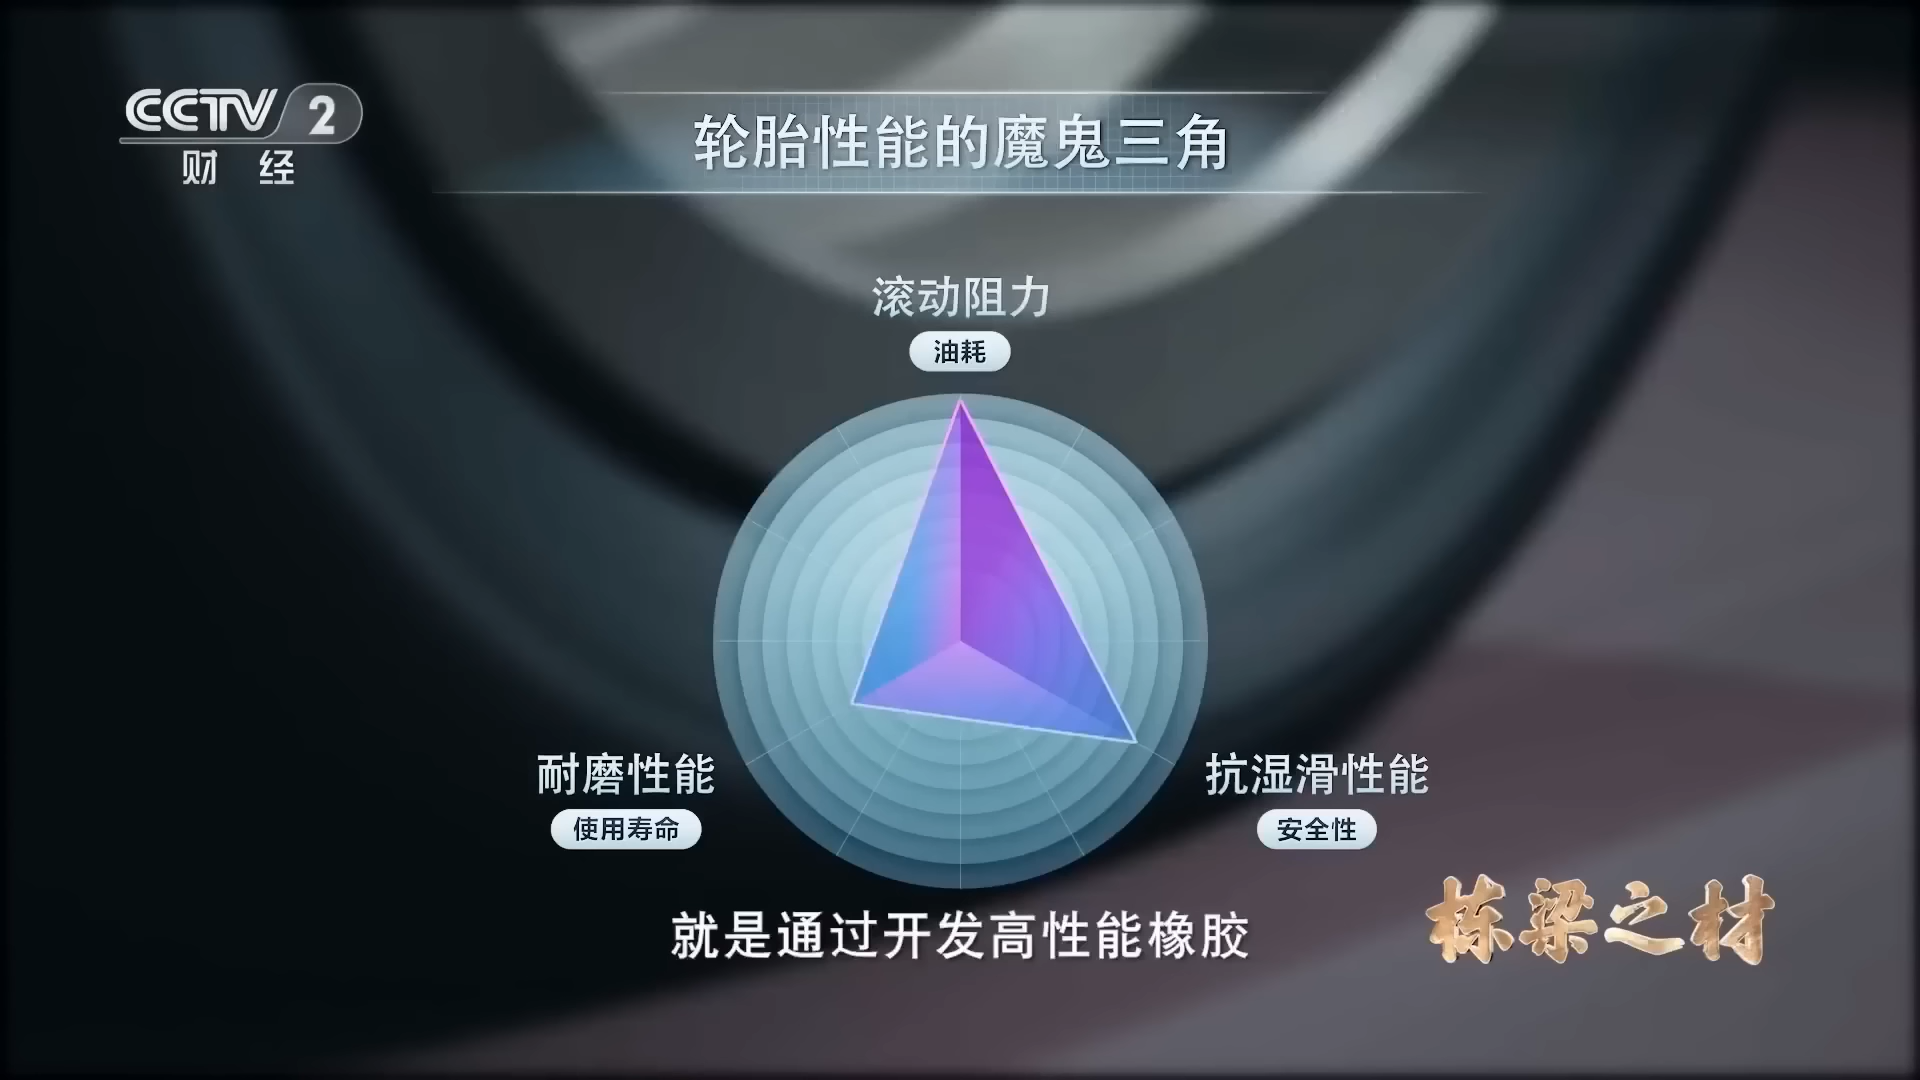 CCTV 2
财经
轮胎性能的魔鬼三角
滚动阻力
油耗
耐磨性能
使用寿命
抗湿滑性能
安全性
就是通过开发高性能橡胶
栋梁之材